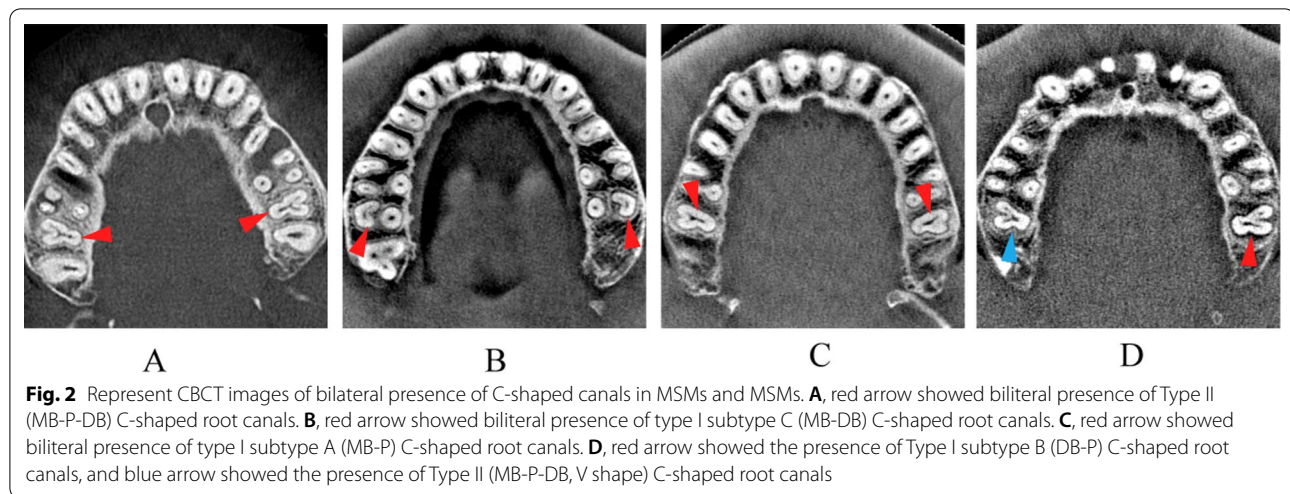 A
B
C
D
Fig. 2 Represent CBCT images of bilateral presence of C-shaped canals in MSMs and MSMs. A, red arrow showed biliteral presence of Type II
(MB-P-DB) C-shaped root canals. B, red arrow showed biliteral presence of type I subtype C (MB-DB) C-shaped root canals. C, red arrow showed
biliteral presence of type I subtype A (MB-P) C-shaped root canals. D, red arrow showed the presence of Type I subtype B (DB-P) C-shaped root
canals, and blue arrow showed the presence of Type II (MB-P-DB, V shape) C-shaped root canals